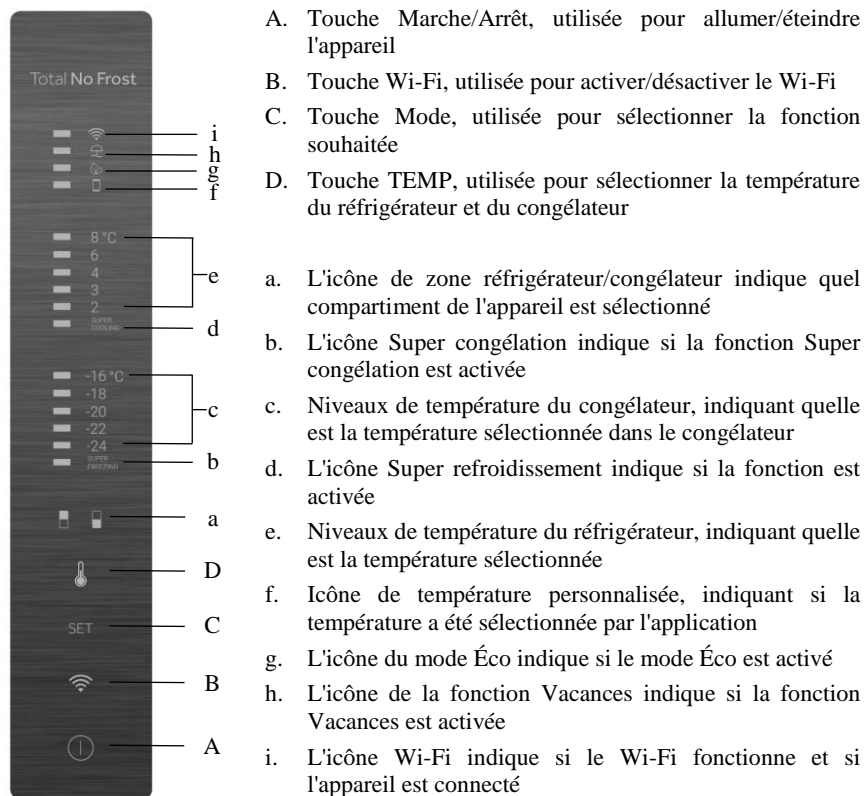 Total No Frost
i
h
g
f
8 °C
6
4
3
2
e
SUPER
COOLING
d
-16 °C
-18
-20
-22
-24
c
SUPER
FREEZING
b
a
D
SET
C
B
A
A. Touche Marche/Arrêt, utilisée pour allumer/éteindre
l'appareil
B. Touche Wi-Fi, utilisée pour activer/désactiver le Wi-Fi
C. Touche Mode, utilisée pour sélectionner la fonction
souhaitée
D. Touche TEMP, utilisée pour sélectionner la température
du réfrigérateur et du congélateur
a. L'icône de zone réfrigérateur/congélateur indique quel
compartiment de l'appareil est sélectionné
b. L'icône Super congélation indique si la fonction Super
congélation est activée
c. Niveaux de température du congélateur, indiquant quelle
est la température sélectionnée dans le congélateur
d. L'icône Super refroidissement indique si la fonction est
activée
e. Niveaux de température du réfrigérateur, indiquant quelle
est la température sélectionnée
f. Icône de température personnalisée, indiquant si la
température a été sélectionnée par l'application
g. L'icône du mode Éco indique si le mode Éco est activé
h. L'icône de la fonction Vacances indique si la fonction
Vacances est activée
i. L'icône Wi-Fi indique si le Wi-Fi fonctionne et si
l'appareil est connecté